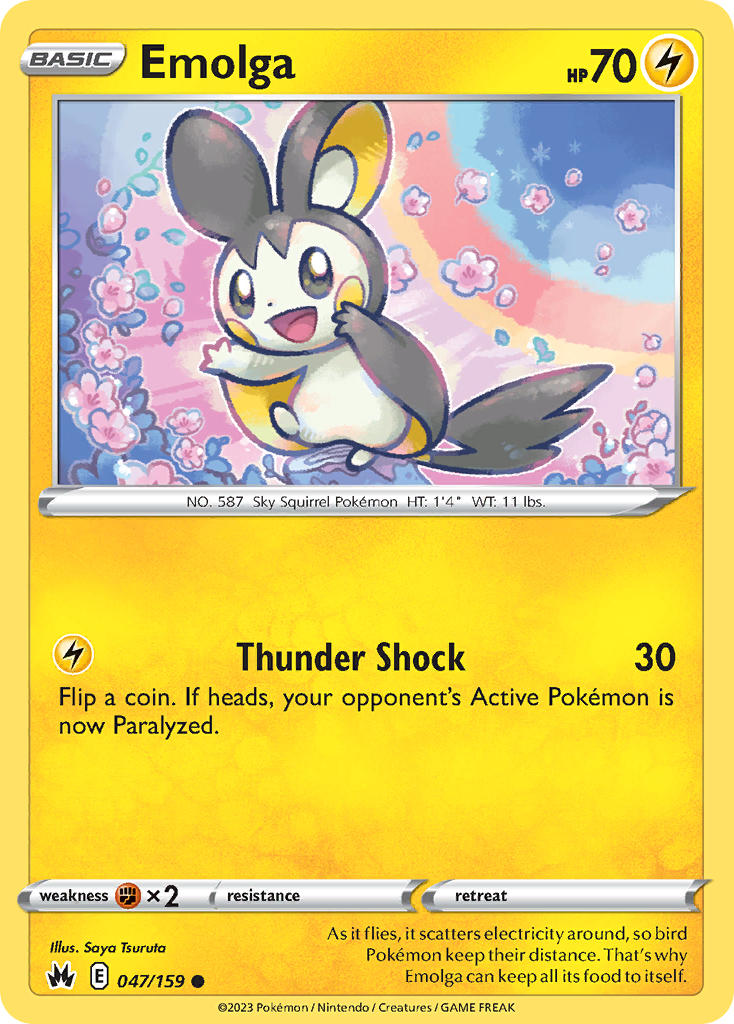 BASIC Emolga HP 70
NO. 587 Sky Squirrel Pokémon HT: 1'4" WT: 11 lbs.
Thunder Shock 30
Flip a coin. If heads, your opponent's Active Pokémon is
now Paralyzed.
weakness ×2 resistance retreat
As it flies, it scatters electricity around, so bird
Pokémon keep their distance. That's why
Emolga can keep all its food to itself.
Illus. Saya Tsuruta
E 047/159
©2023 Pokémon / Nintendo / Creatures / GAME FREAK